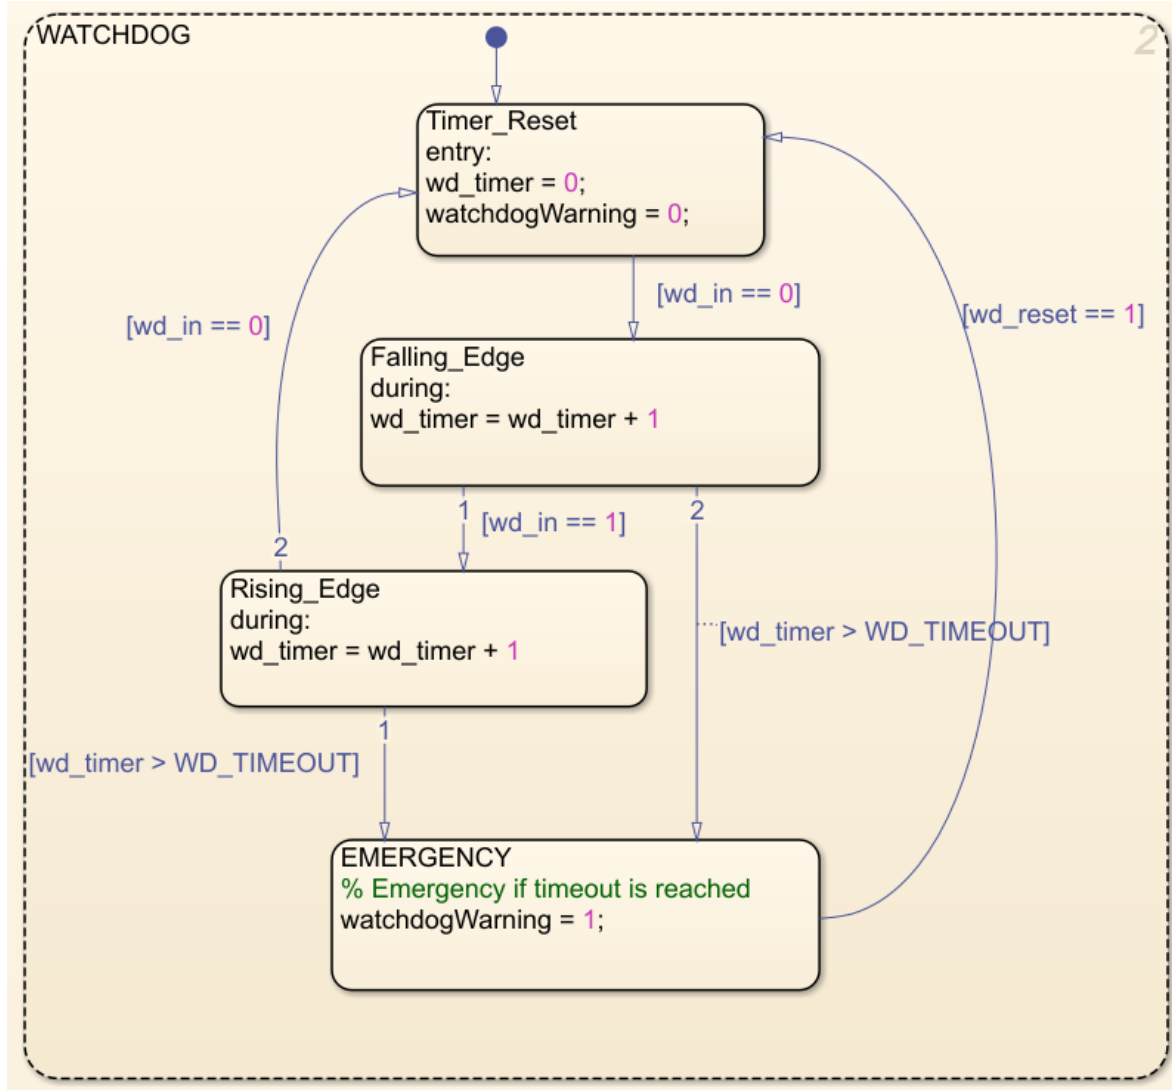 WATCHDOG
2
Timer_Reset
entry:
wd_timer = 0;
watchdogWarning = 0;
[wd_in == 0]
[wd_in == 0]
[wd_reset == 1]
Falling_Edge
during:
wd_timer = wd_timer + 1
1
[wd_in == 1]
2
2
Rising_Edge
during:
wd_timer = wd_timer + 1
[wd_timer > WD_TIMEOUT]
1
[wd_timer > WD_TIMEOUT]
EMERGENCY
% Emergency if timeout is reached
watchdogWarning = 1;